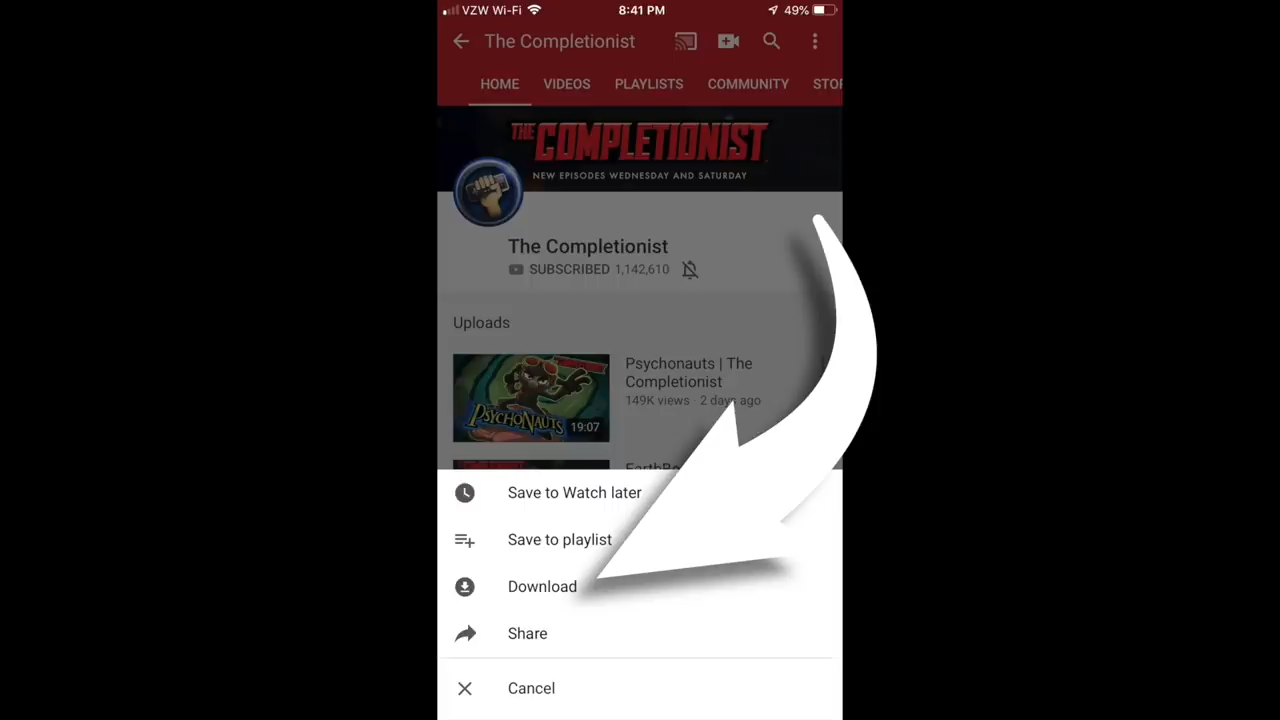 VZW Wi-Fi 8:41 PM 49%
The Completionist
HOME VIDEOS PLAYLISTS COMMUNITY STOR
THE COMPLETIONIST
NEW EPISODES WEDNESDAY AND SATURDAY
The Completionist
SUBSCRIBED 1,142,610
Uploads
PSYCHONAUTS
19:07
Psychonauts | The
Completionist
149K views · 2 days ago
Save to Watch later
Save to playlist
Download
Share
Cancel